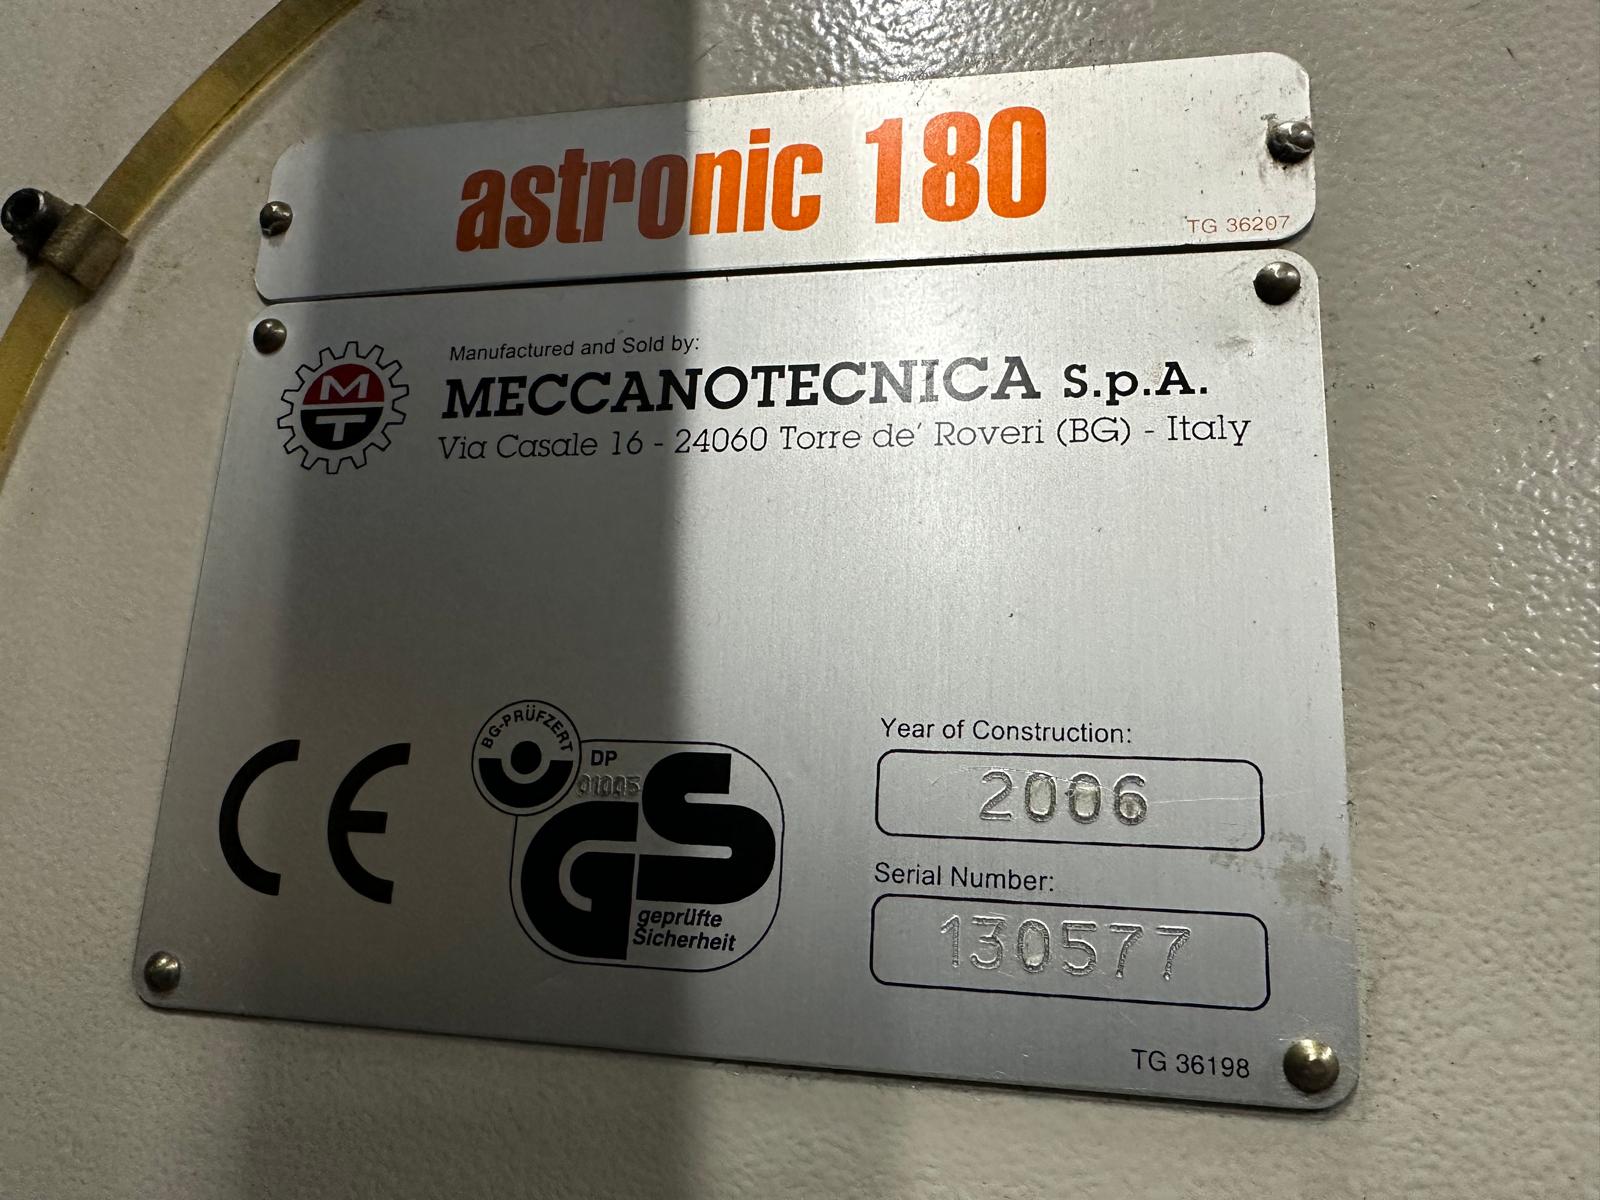 astronic 180
TG 36207
Manufactured and Sold by:
MECCANOTECNICA S.p.A.
Via Casale 16 - 24060 Torre de' Roveri (BG) - Italy
MT
CE
BG-PRÜFZERT
DP
01005
GS
geprüfte
Sicherheit
Year of Construction:
2006
Serial Number:
130577
TG 36198